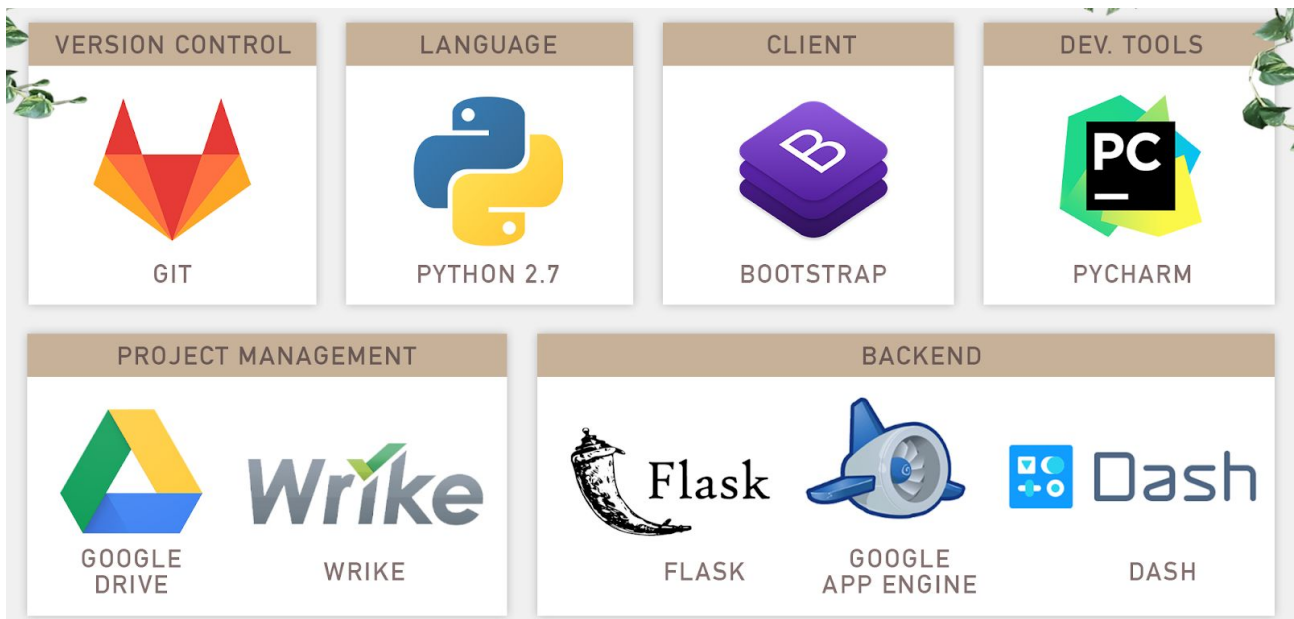 VERSION CONTROL
GIT
LANGUAGE
PYTHON 2.7
CLIENT
B
BOOTSTRAP
DEV. TOOLS
PC
PYCHARM
PROJECT MANAGEMENT
GOOGLE
DRIVE
Wrike
WRIKE
BACKEND
Flask
FLASK
GOOGLE
APP ENGINE
Dash
DASH